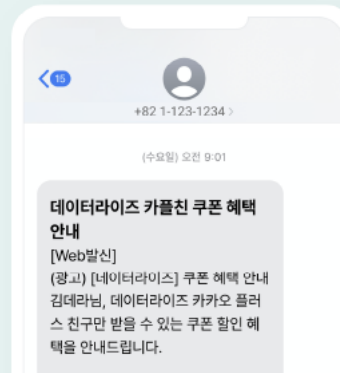 15
+82 1-123-1234 >
(수요일) 오전 9:01
데이터라이즈 카플친 쿠폰 혜택
안내
[Web발신]
(광고) [데이터라이즈] 쿠폰 혜택 안내
김데라님, 데이터라이즈 카카오 플러
스 친구만 받을 수 있는 쿠폰 할인 혜
택을 안내드립니다.